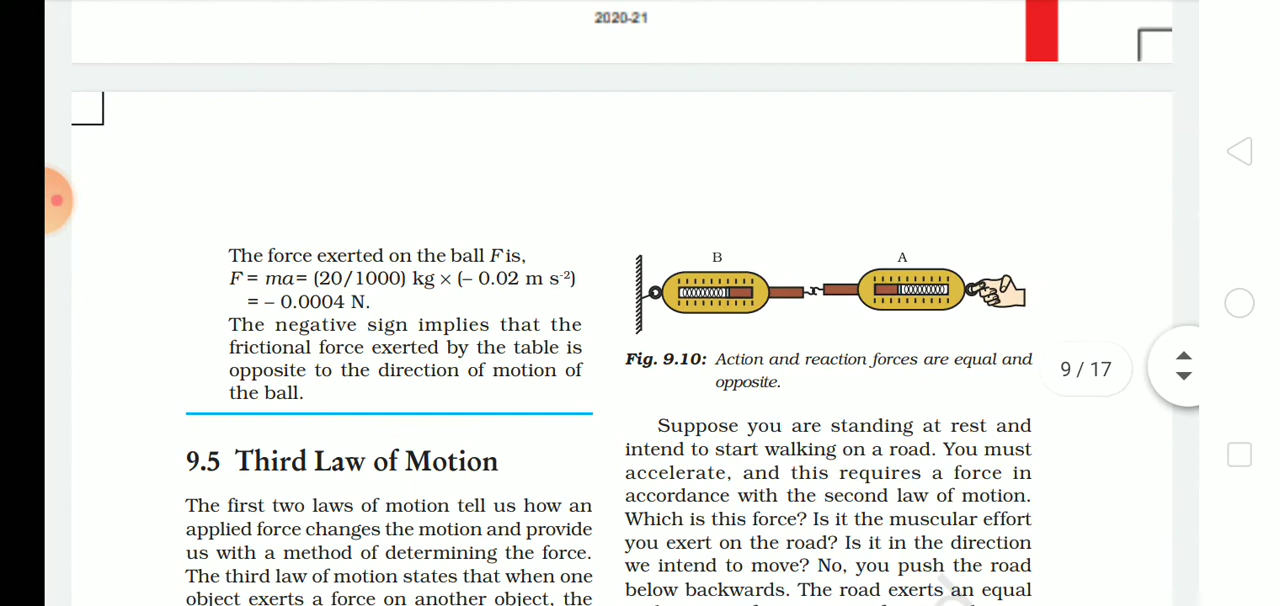 2020-21
The force exerted on the ball F is,
F = ma= (20/1000) kg × (– 0.02 m s-2)
= – 0.0004 N.
The negative sign implies that the
frictional force exerted by the table is
opposite to the direction of motion of
the ball.
9.5 Third Law of Motion
The first two laws of motion tell us how an
applied force changes the motion and provide
us with a method of determining the force.
The third law of motion states that when one
object exerts a force on another object, the
B
A
Fig. 9.10: Action and reaction forces are equal and
opposite.
Suppose you are standing at rest and
intend to start walking on a road. You must
accelerate, and this requires a force in
accordance with the second law of motion.
Which is this force? Is it the muscular effort
you exert on the road? Is it in the direction
we intend to move? No, you push the road
below backwards. The road exerts an equal
9 / 17